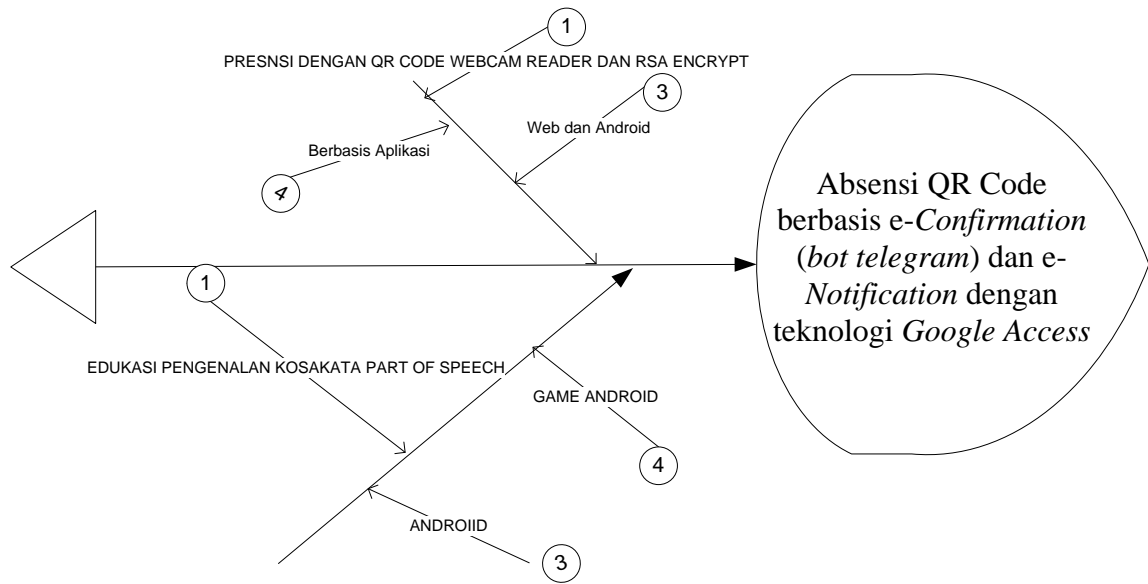 1
PRESNSI DENGAN QR CODE WEBCAM READER DAN RSA ENCRYPT
3
Web dan Android
Berbasis Aplikasi
4
Absensi QR Code
berbasis e-Confirmation
(bot telegram) dan e-
Notification dengan
teknologi Google Access
1
EDUKASI PENGENALAN KOSAKATA PART OF SPEECH
GAME ANDROID
4
ANDROIID
3